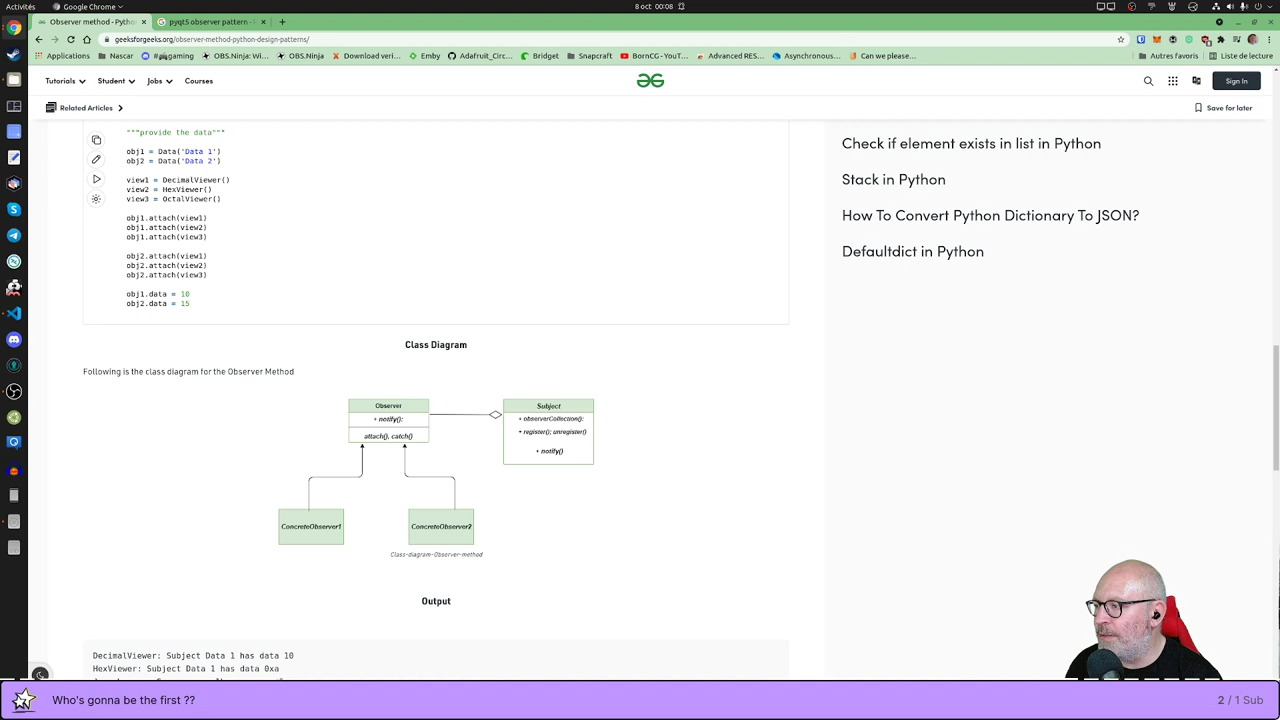 Activités
Google Chrome
8 oct 00:08
Observer method - Pytho
pyqt5 observer pattern -
geeksforgeeks.org/observer-method-python-design-patterns/
Applications
Nascar
#🎮gaming
OBS.Ninja: Wi...
OBS.Ninja
Download veri...
Emby
Adafruit_Circ...
Bridget
Snapcraft
BornCG - YouT...
Advanced RES...
Asynchronous...
Can we please...
Autres favoris
Liste de lecture
Tutorials
Student
Jobs
Courses
Sign In
Related Articles
Save for later
"""provide the data"""
obj1 = Data('Data 1')
obj2 = Data('Data 2')
view1 = DecimalViewer()
view2 = HexViewer()
view3 = OctalViewer()
obj1.attach(view1)
obj1.attach(view2)
obj1.attach(view3)
obj2.attach(view1)
obj2.attach(view2)
obj2.attach(view3)
obj1.data = 10
obj2.data = 15
Check if element exists in list in Python
Stack in Python
How To Convert Python Dictionary To JSON?
Defaultdict in Python
Class Diagram
Following is the class diagram for the Observer Method
Observer
+ notify();
attach(), catch()
Subject
+ observerCollection();
+ register(); unregister()
+ notify()
ConcreteObserver1
ConcreteObserver2
Class-diagram-Observer-method
Output
DecimalViewer: Subject Data 1 has data 10
HexViewer: Subject Data 1 has data 0xa
Who's gonna be the first ??
2 / 1 Sub